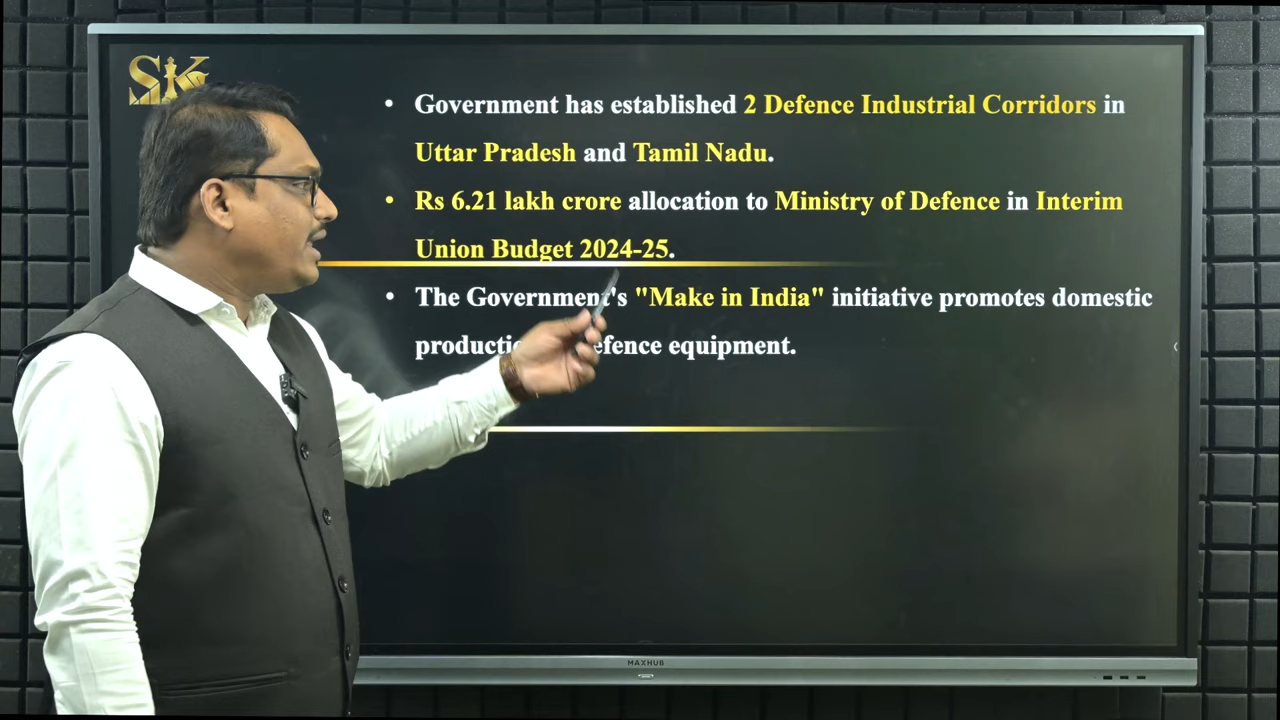 SK
• Government has established 2 Defence Industrial Corridors in
Uttar Pradesh and Tamil Nadu.
• Rs 6.21 lakh crore allocation to Ministry of Defence in Interim
Union Budget 2024-25.
• The Government's "Make in India" initiative promotes domestic
equipment.
MAXHUB